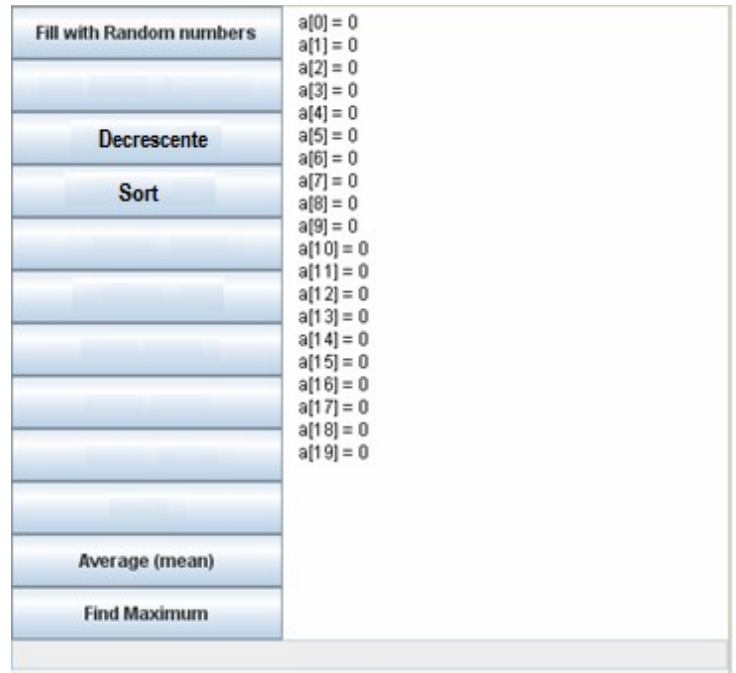 Fill with Random numbers
Decrescente
Sort
Average (mean)
Find Maximum
a[0] = 0
a[1] = 0
a[2] = 0
a[3] = 0
a[4] = 0
a[5] = 0
a[6] = 0
a[7] = 0
a[8] = 0
a[9] = 0
a[10] = 0
a[11] = 0
a[12] = 0
a[13] = 0
a[14] = 0
a[15] = 0
a[16] = 0
a[17] = 0
a[18] = 0
a[19] = 0